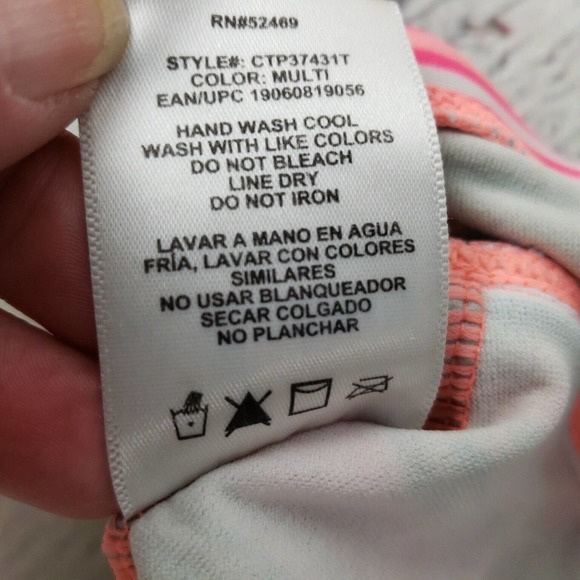 RN#52469
STYLE#: CTP37431T
COLOR: MULTI
EAN/UPC 19060819056
HAND WASH COOL
WASH WITH LIKE COLORS
DO NOT BLEACH
LINE DRY
DO NOT IRON
LAVAR A MANO EN AGUA
FRÍA, LAVAR CON COLORES
SIMILARES
NO USAR BLANQUEADOR
SECAR COLGADO
NO PLANCHAR